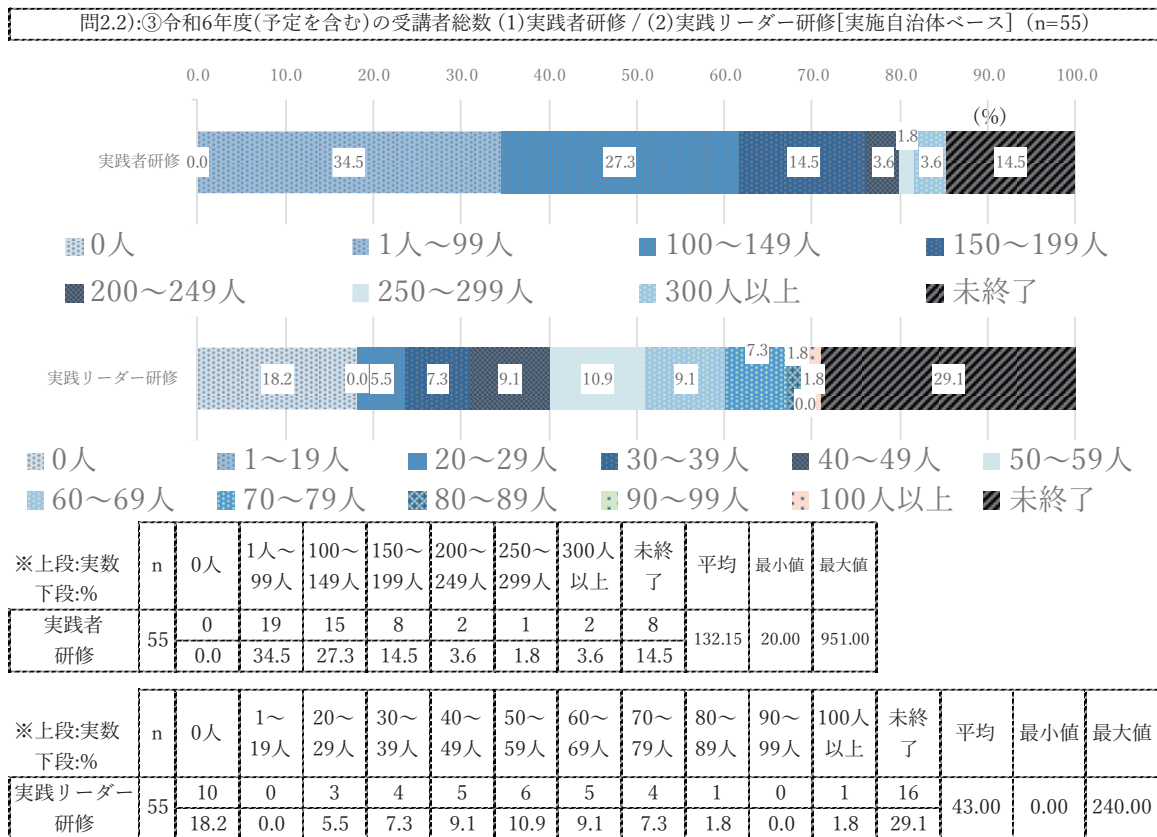 問2.2):③令和6年度(予定を含む)の受講者総数 (1)実践者研修 / (2)実践リーダー研修[実施自治体ベース] (n=55)
0.0 10.0 20.0 30.0 40.0 50.0 60.0 70.0 80.0 90.0 100.0
(%)
実践者研修 0.0 34.5 27.3 14.5 3.6 1.8 3.6 14.5
0人 1人～99人 100～149人 150～199人
200～249人 250～299人 300人以上 未終了
実践リーダー研修 18.2 0.0 5.5 7.3 9.1 10.9 9.1 7.3 1.8 0.0 1.8 29.1
0人 1～19人 20～29人 30～39人 40～49人 50～59人
60～69人 70～79人 80～89人 90～99人 100人以上 未終了
※上段:実数 n 0人 1人～ 100～ 150～ 200～ 250～ 300人 未終 平均 最小値 最大値
下段:% 99人 149人 199人 249人 299人 以上 了
実践者 55 0 19 15 8 2 1 2 8 132.15 20.00 951.00
研修 0.0 34.5 27.3 14.5 3.6 1.8 3.6 14.5
※上段:実数 n 0人 1～ 20～ 30～ 40～ 50～ 60～ 70～ 80～ 90～ 100人 未終 平均 最小値 最大値
下段:% 19人 29人 39人 49人 59人 69人 79人 89人 99人 以上 了
実践リーダー 55 10 0 3 4 5 6 5 4 1 0 1 16 43.00 0.00 240.00
研修 18.2 0.0 5.5 7.3 9.1 10.9 9.1 7.3 1.8 0.0 1.8 29.1